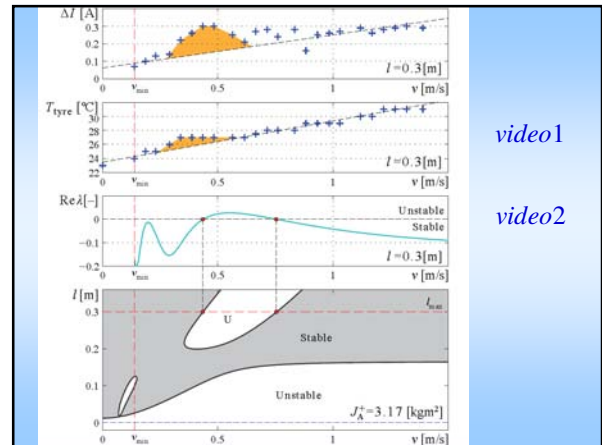 ΔI [A]
0.3
0.2
0.1
0
l=0.3[m]
0 v_min 0.5 1 v [m/s]
T_tyre [°C]
30
28
26
24
22
l=0.3[m]
0 v_min 0.5 1 v [m/s]
Reλ[–]
0
−0.1
−0.2
Unstable
Stable
l=0.3[m]
0 v_min 0.5 1 v [m/s]
l [m]
0.3
0.2
0.1
0
l_max
U
Stable
Unstable
J_A^+=3.17 [kgm²]
0 v_min 0.5 1 v [m/s]
video1
video2